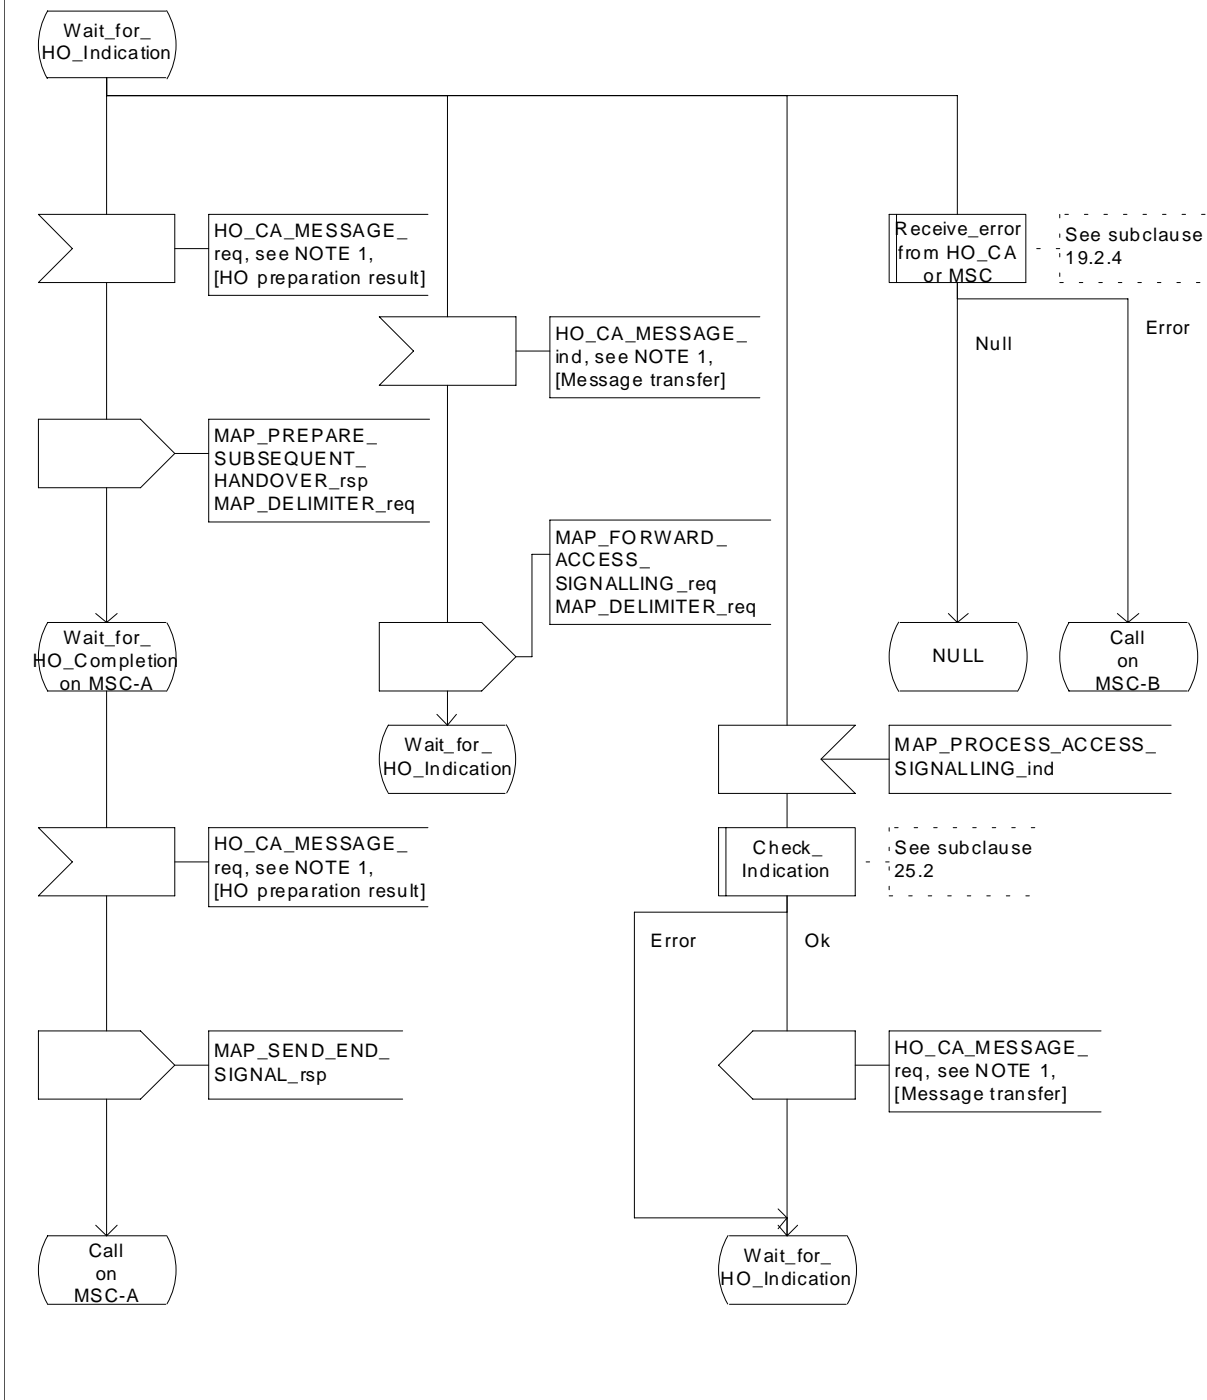 Wait_for_
HO_Indication
HO_CA_MESSAGE_
req, see NOTE 1,
[HO preparation result]
Receive_error
from HO_CA
or MSC
See subclause
19.2.4
HO_CA_MESSAGE_
ind, see NOTE 1,
[Message transfer]
Null
Error
MAP_PREPARE_
SUBSEQUENT_
HANDOVER_rsp
MAP_DELIMITER_req
MAP_FORWARD_
ACCESS_
SIGNALLING_req
MAP_DELIMITER_req
Wait_for_
HO_Completion
on MSC-A
NULL
Call
on
MSC-B
Wait_for_
HO_Indication
MAP_PROCESS_ACCESS_
SIGNALLING_ind
HO_CA_MESSAGE_
req, see NOTE 1,
[HO preparation result]
Check_
Indication
See subclause
25.2
Error
Ok
MAP_SEND_END_
SIGNAL_rsp
HO_CA_MESSAGE_
req, see NOTE 1,
[Message transfer]
Call
on
MSC-A
Wait_for_
HO_Indication